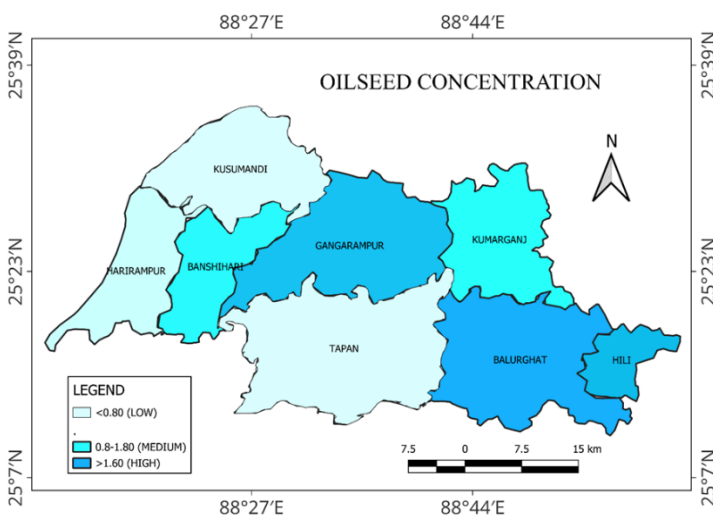 88°27′E 88°44′E
25°39′N 25°39′N
OILSEED CONCENTRATION
N
KUSUMANDI
GANGARAMPUR
KUMARGANJ
HARIRAMPUR
BANSHIHARI
25°23′N 25°23′N
TAPAN
BALURGHAT
HILI
LEGEND
<0.80 (LOW)
.
0.8-1.80 (MEDIUM)
>1.60 (HIGH)
7.5 0 7.5 15 km
25°7′N 25°7′N
88°27′E 88°44′E